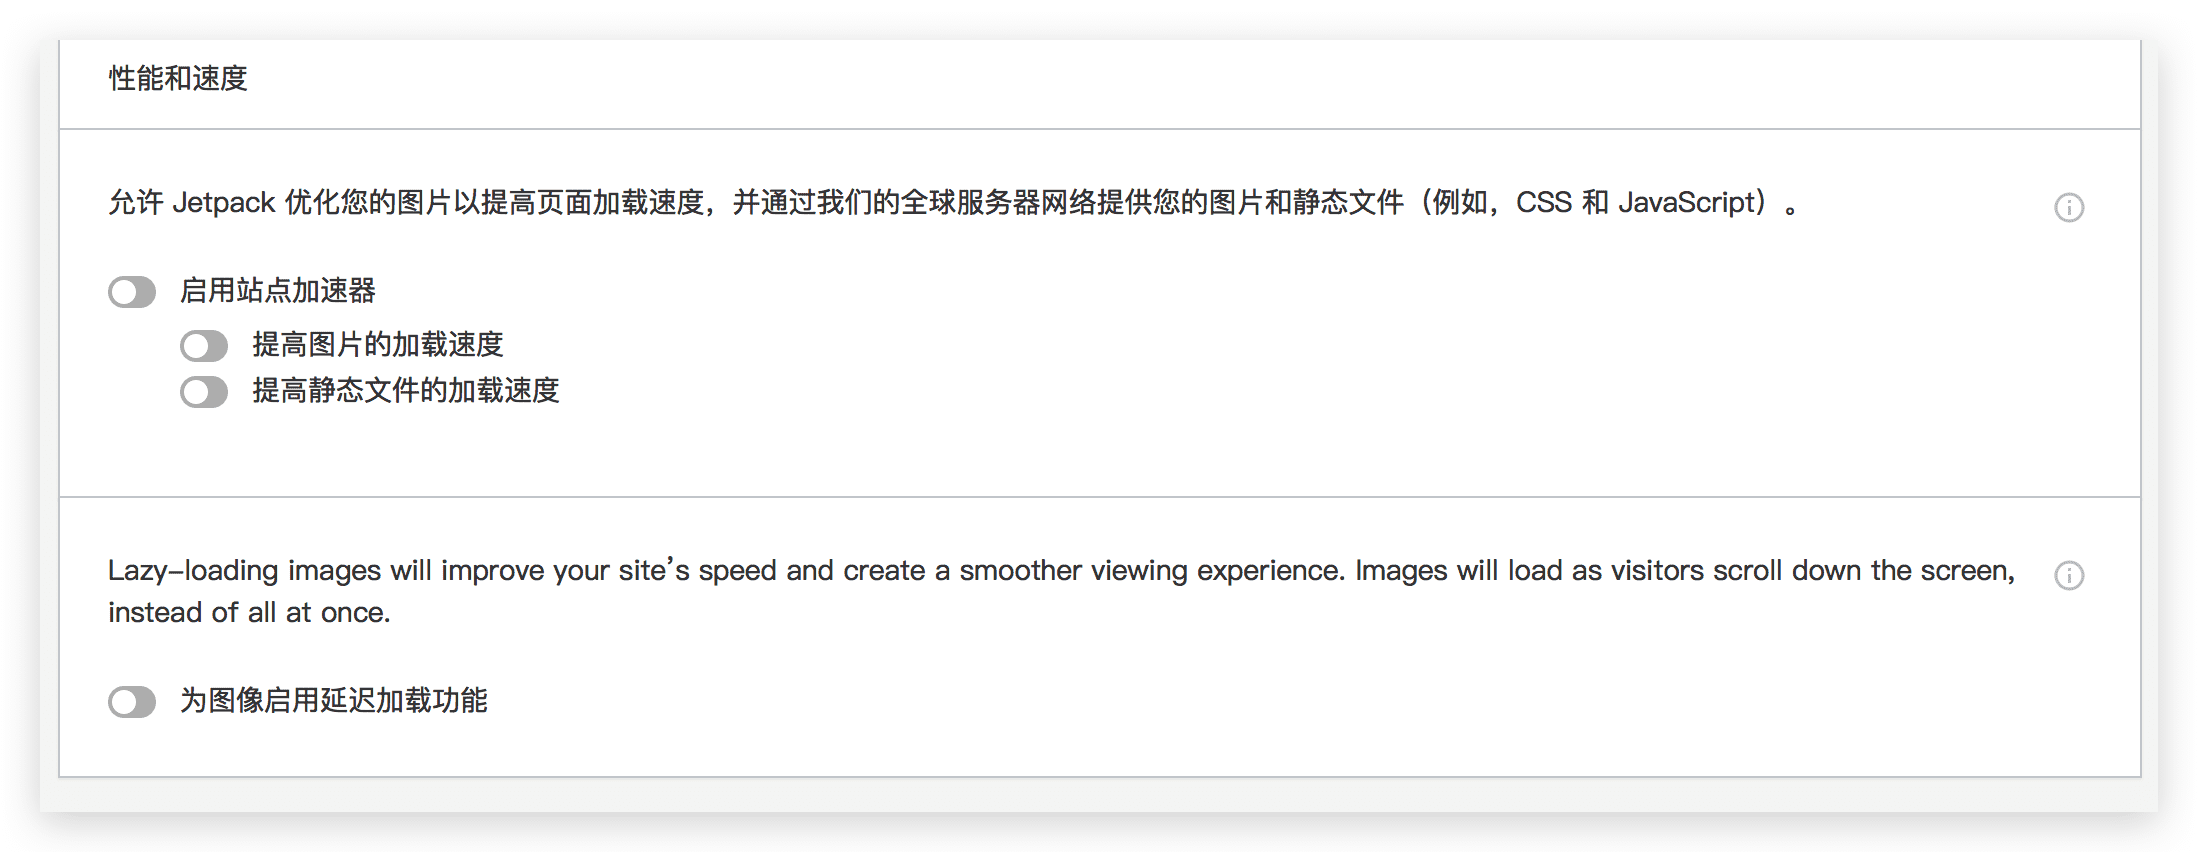 性能和速度
允许 Jetpack 优化您的图片以提高页面加载速度，并通过我们的全球服务器网络提供您的图片和静态文件（例如，CSS 和 JavaScript）。
启用站点加速器
提高图片的加载速度
提高静态文件的加载速度
Lazy-loading images will improve your site’s speed and create a smoother viewing experience. Images will load as visitors scroll down the screen,
instead of all at once.
为图像启用延迟加载功能